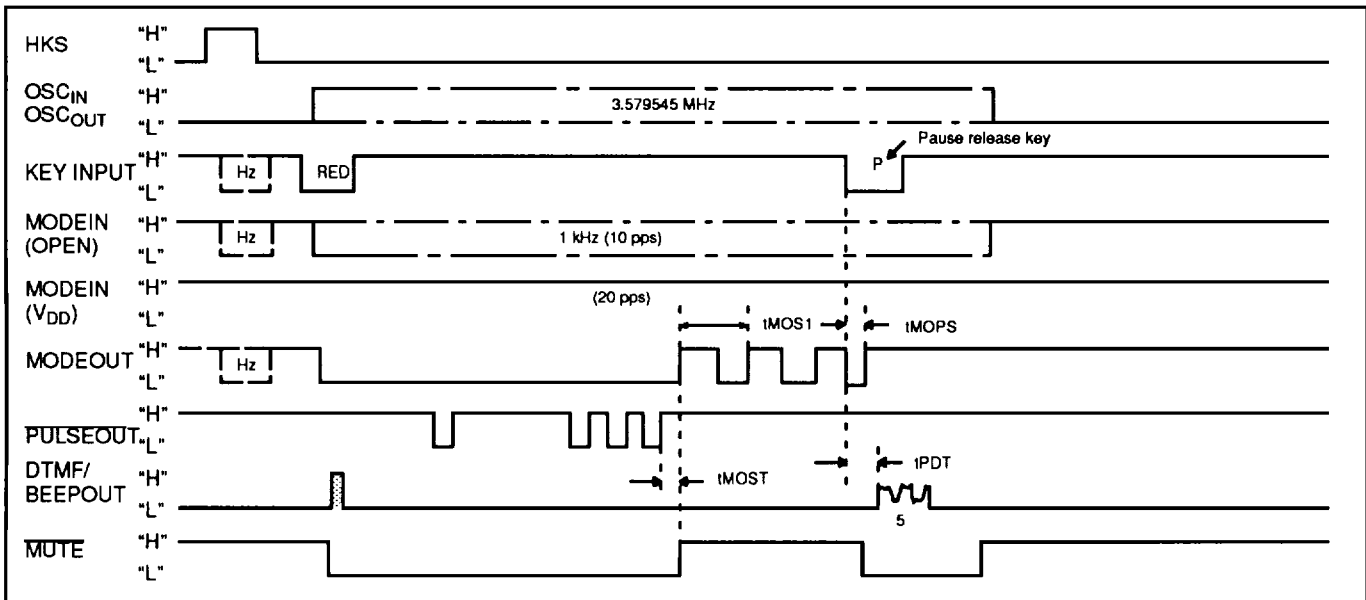 HKS "H"
"L"
OSCIN "H"
OSCOUT "L"
3.579545 MHz
Pause release key
KEY INPUT "H"
"L"
Hz
RED
P
MODEIN "H"
(OPEN) "L"
Hz
1 kHz (10 pps)
MODEIN "H"
(VDD) "L"
(20 pps)
tMOS1
tMOPS
MODEOUT "H"
"L"
Hz
"H"
PULSEOUT "L"
DTMF/ "H"
BEEPOUT "L"
tMOST
tPDT
5
MUTE "H"
"L"